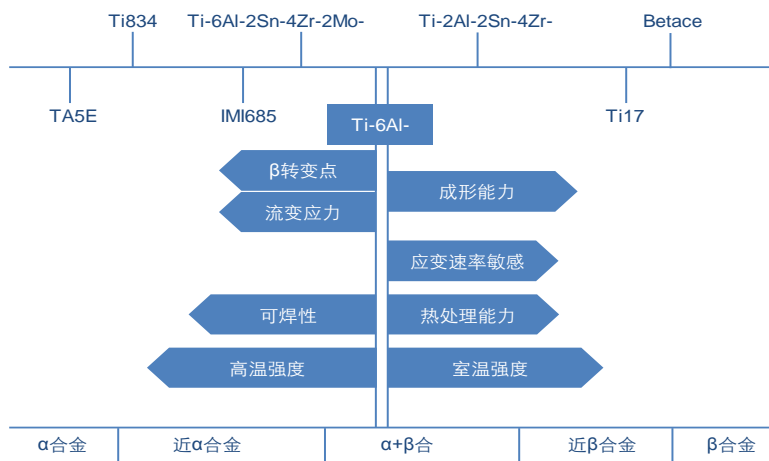 Ti834
Ti-6Al-2Sn-4Zr-2Mo-
Ti-2Al-2Sn-4Zr-
Betace
TA5E
IMI685
Ti-6Al-
Ti17
β转变点
成形能力
流变应力
应变速率敏感
可焊性
热处理能力
高温强度
室温强度
α合金
近α合金
α+β合
近β合金
β合金